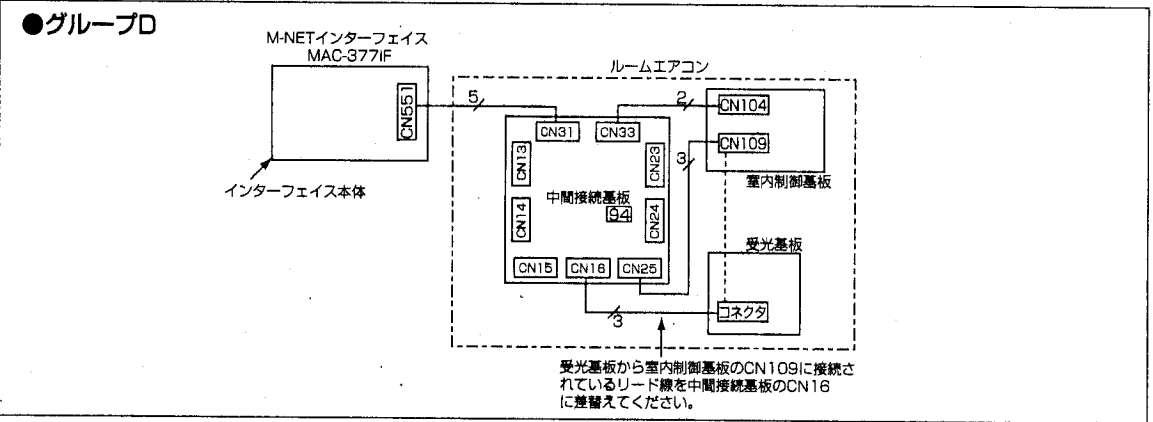 ●グループD
M-NETインターフェイス
MAC-377IF
CN551
インターフェイス本体
5
ルームエアコン
CN31
CN33
CN13
CN23
中間接続基板
94
CN14
CN24
CN15
CN16
CN25
2
CN104
CN109
3
室内制御基板
受光基板
コネクタ
3
受光基板から室内制御基板のCN109に接続さ
れているリード線を中間接続基板のCN16
に差替えてください。